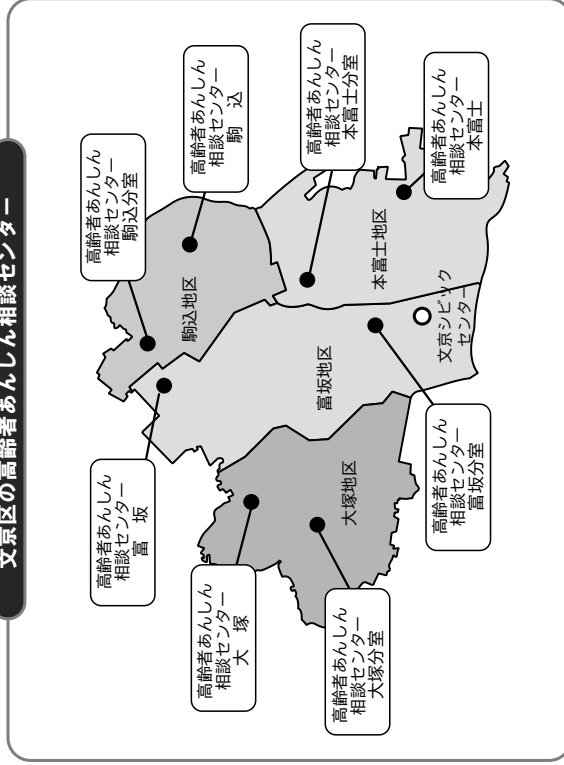 文京区の高齢者あんしん相談センター
高齢者あんしん
相談センター
富　坂
高齢者あんしん
相談センター
駒込分室
高齢者あんしん
相談センター
駒　込
高齢者あんしん
相談センター
大　塚
高齢者あんしん
相談センター
本富士分室
駒込地区
高齢者あんしん
相談センター
大塚分室
大塚地区
富坂地区
本富士地区
高齢者あんしん
相談センター
本富士
文京シビック
センター
高齢者あんしん
相談センター
富坂分室